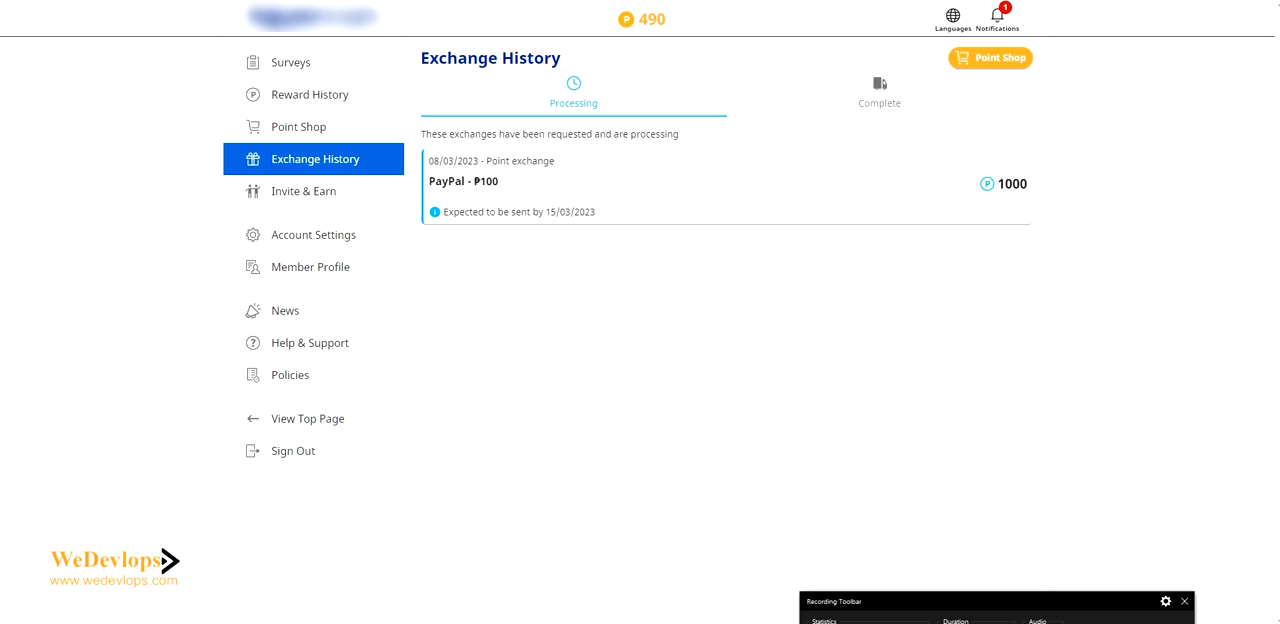 P 490
1
Languages Notifications
Surveys
P Reward History
Point Shop
Exchange History
Invite & Earn
Account Settings
Member Profile
News
? Help & Support
Policies
View Top Page
Sign Out
Exchange History
Point Shop
Processing
Complete
These exchanges have been requested and are processing
08/03/2023 - Point exchange
PayPal - ₱100
P 1000
i Expected to be sent by 15/03/2023
WeDevlops
www.wedevlops.com
Recording Toolbar
Statistics Duration Audio